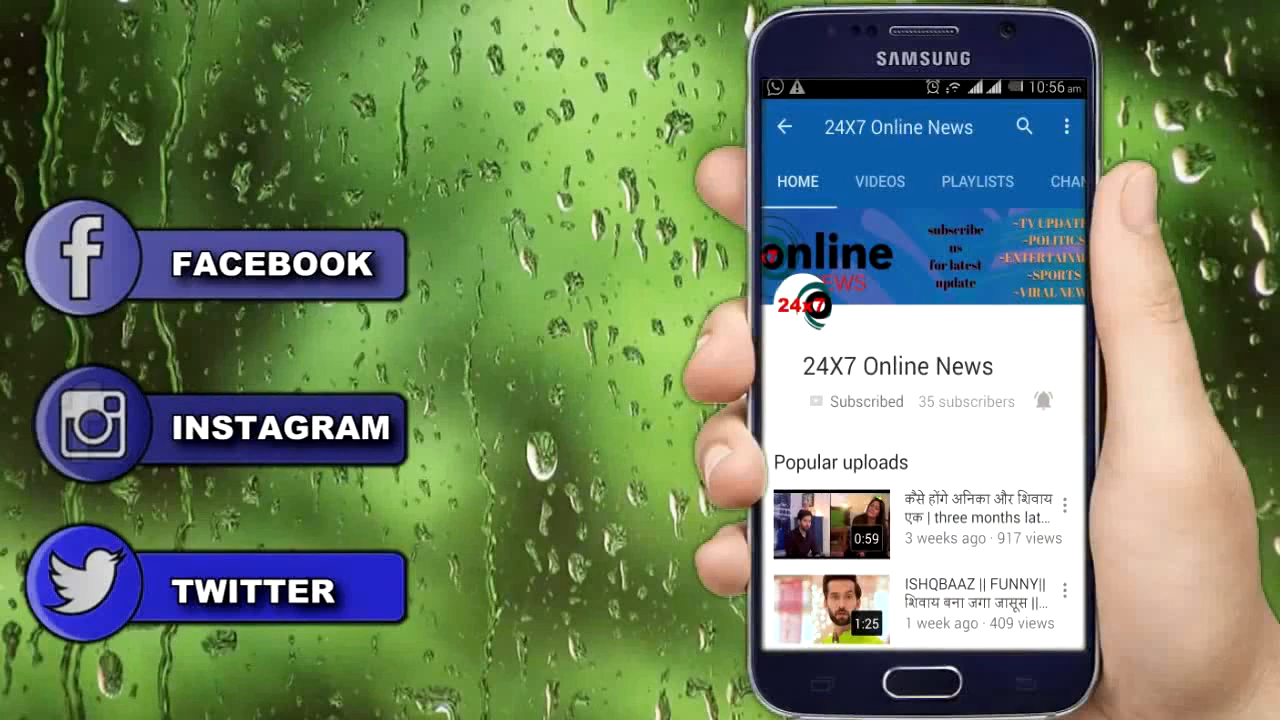 FACEBOOK
INSTAGRAM
TWITTER
SAMSUNG
10:56 am
24X7 Online News
HOME VIDEOS PLAYLISTS CHAN
online
NEWS
subscribe
us
for latest
update
~TV UPDATE
~POLITICS
~ENTERTAINM
~SPORTS
~VIRAL NEW
24x7
24X7 Online News
Subscribed 35 subscribers
Popular uploads
0:59
कैसे होंगे अनिका और शिवाय
एक | three months lat...
3 weeks ago · 917 views
1:25
ISHQBAAZ || FUNNY||
शिवाय बना जगा जासूस ||...
1 week ago · 409 views